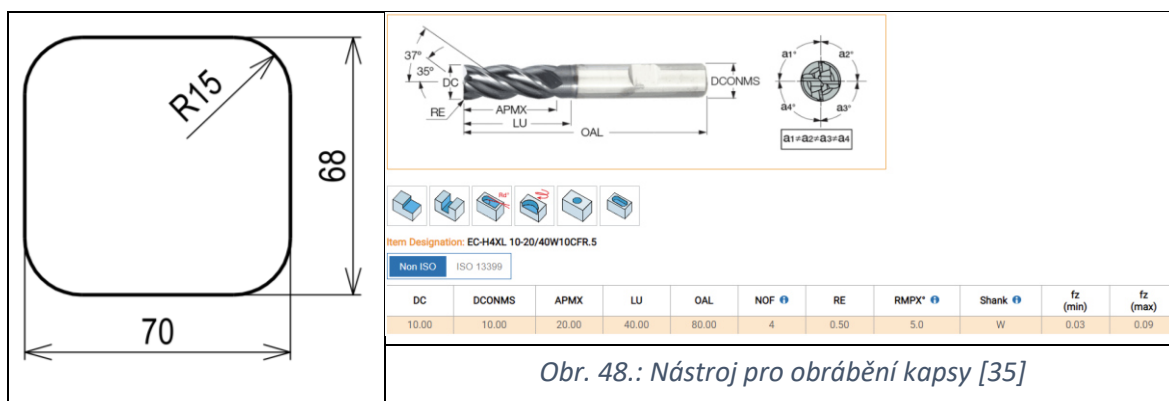 R15
68
70
37°
35°
DC
RE
APMX
LU
OAL
DCONMS
a1°
a2°
a4°
a3°
a1≠a2≠a3≠a4
Ød°
Item Designation: EC-H4XL 10-20/40W10CFR.5
Non ISO ISO 13399
DC DCONMS APMX LU OAL NOF RE RMPX° Shank fz (min) fz (max)
10.00 10.00 20.00 40.00 80.00 4 0.50 5.0 W 0.03 0.09
Obr. 48.: Nástroj pro obrábění kapsy [35]